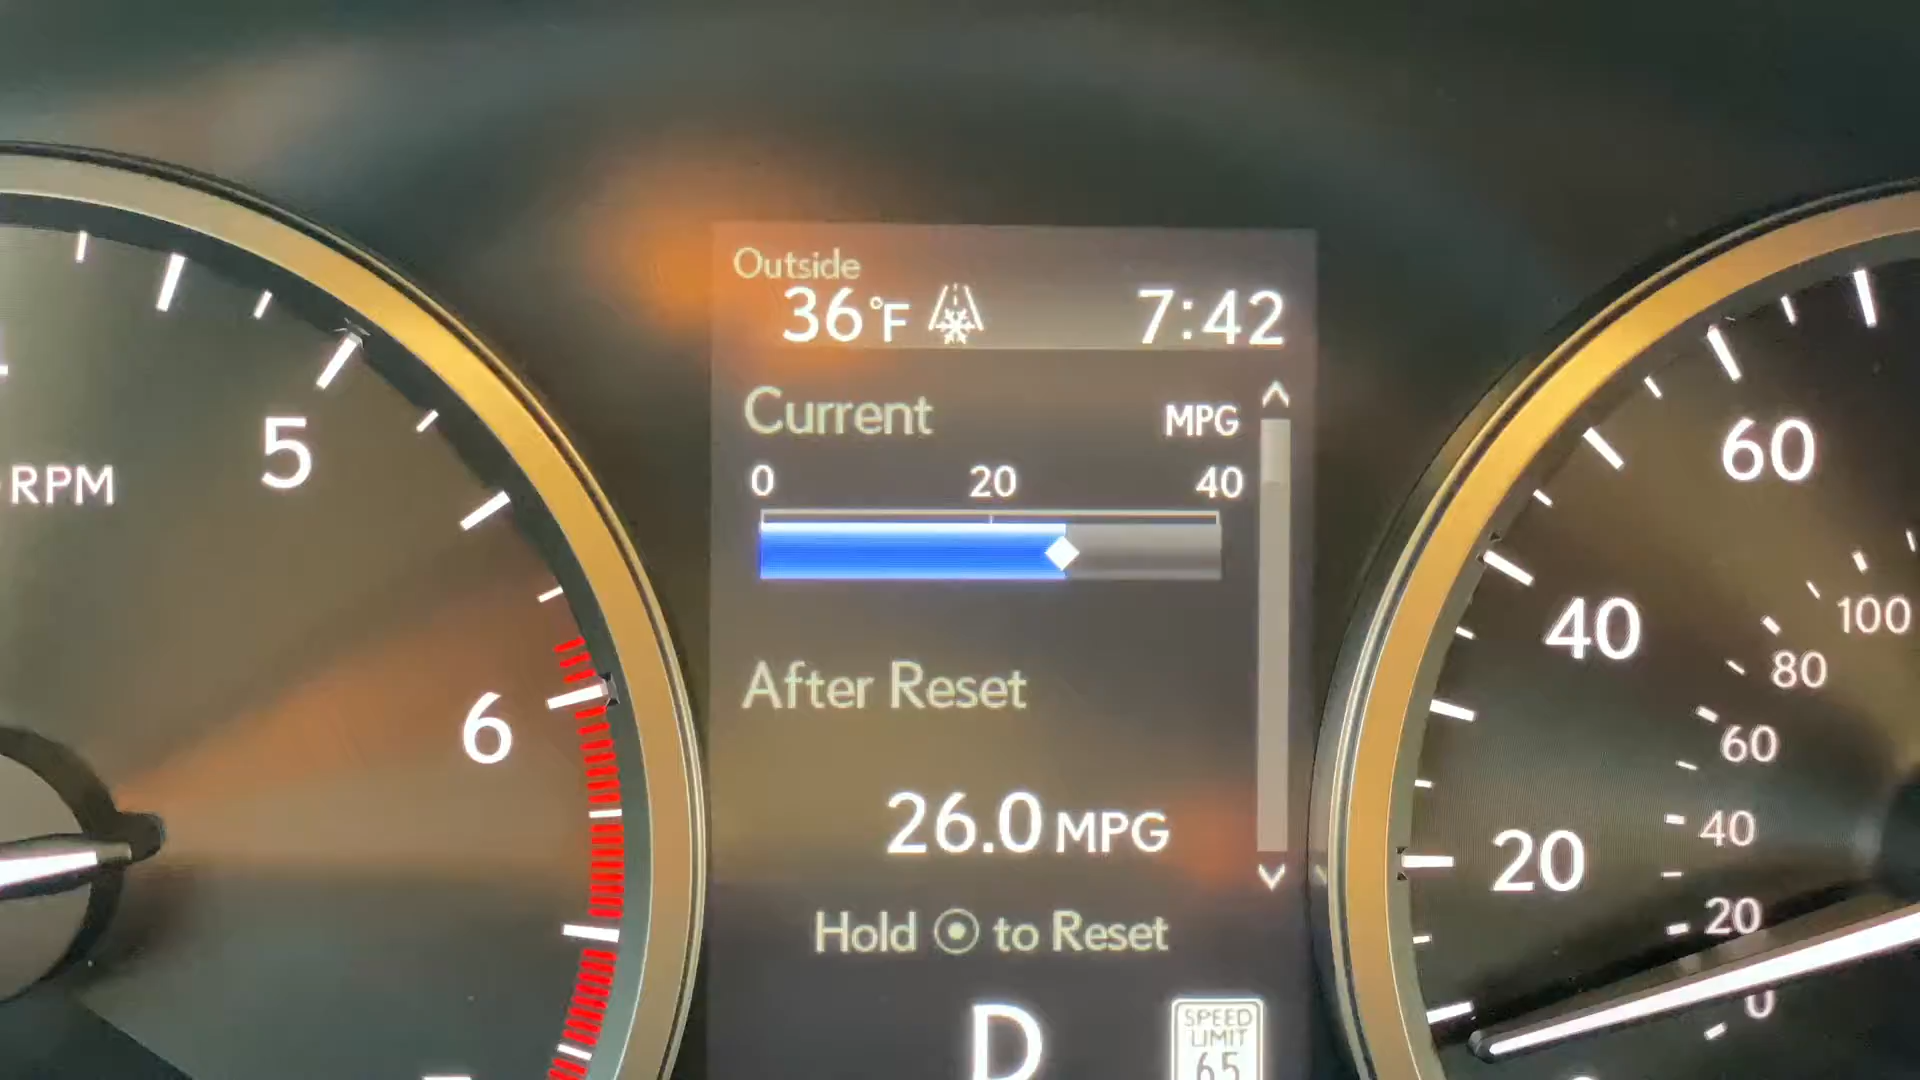 Outside
36°F 7:42
Current MPG
0 20 40
After Reset
26.0 MPG
Hold to Reset
D
SPEED
LIMIT
65
RPM
5
6
60
40
20
100
80
60
40
20
0